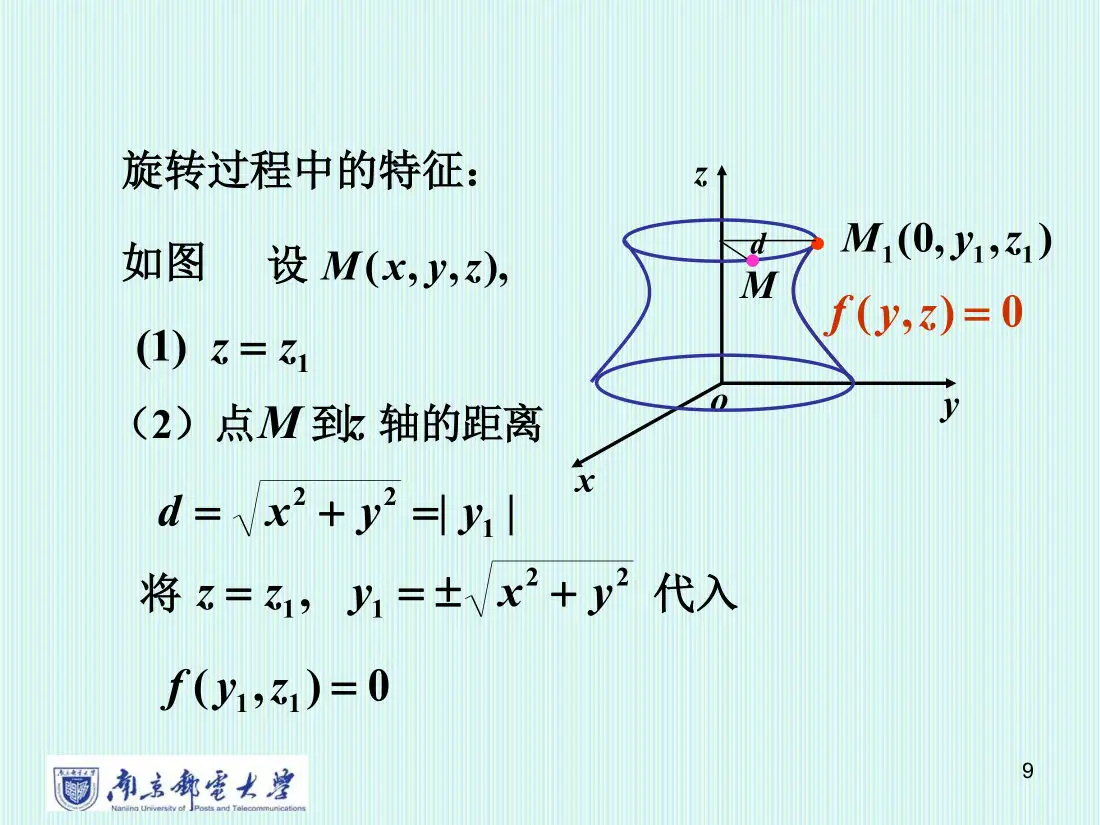 旋转过程中的特征：
如图 设 M(x, y, z),
(1) z = z₁
（2）点 M 到 z 轴的距离
d = √(x² + y²) = | y₁ |
将 z = z₁, y₁ = ±√(x² + y²) 代入
f(y₁, z₁) = 0
z
d
M₁(0, y₁, z₁)
M
f(y, z) = 0
o
y
x
南京邮电大学
Nanjing University of Posts and Telecommunications
9